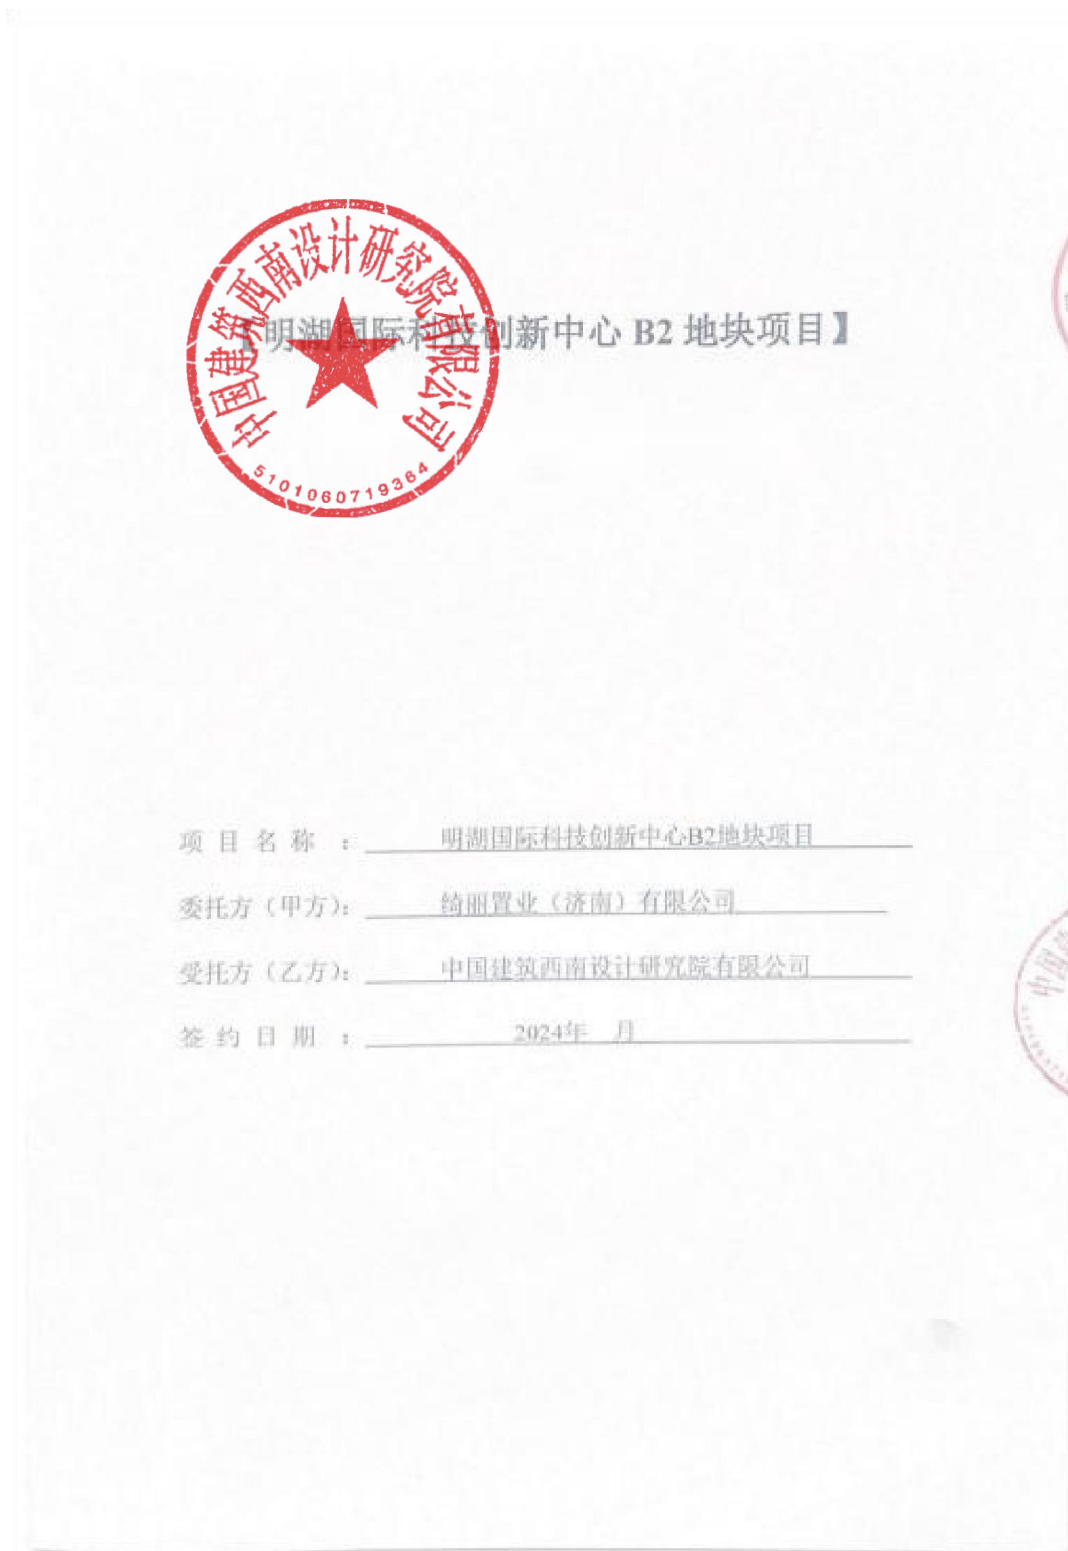 中国建筑西南设计研究院有限公司
【明湖国际科技创新中心 B2 地块项目】
5101060719364
项 目 名 称 : 明湖国际科技创新中心B2地块项目
委托方(甲方): 绮丽置业(济南)有限公司
受托方(乙方): 中国建筑西南设计研究院有限公司
签 约 日 期 : 2024年 月
中国建